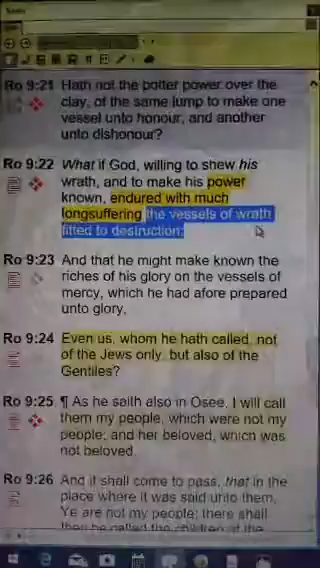 Ro 9:21 Hath not the potter power over the
clay, of the same lump to make one
vessel unto honour, and another
unto dishonour?
Ro 9:22 What if God, willing to shew his
wrath, and to make his power
known, endured with much
longsuffering the vessels of wrath
fitted to destruction:
Ro 9:23 And that he might make known the
riches of his glory on the vessels of
mercy, which he had afore prepared
unto glory,
Ro 9:24 Even us, whom he hath called, not
of the Jews only, but also of the
Gentiles?
Ro 9:25 ¶ As he saith also in Osee, I will call
them my people, which were not my
people; and her beloved, which was
not beloved.
Ro 9:26 And it shall come to pass, that in the
place where it was said unto them,
Ye are not my people; there shall
they be called the children of the